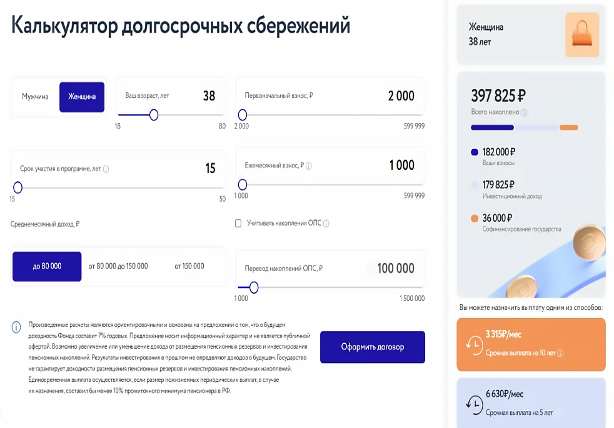 Калькулятор долгосрочных сбережений
Мужчина
Женщина
Ваш возраст, лет
38
18
80
Первоначальный взнос, ₽
2 000
2 000
599 999
Срок участия в программе, лет
15
15
50
Ежемесячный взнос, ₽
1 000
1 000
599 999
Среднемесячный доход, ₽
Учитывать накопления ОПС
до 80 000
от 80 000 до 150 000
от 150 000
Перевод накоплений ОПС, ₽
100 000
1 000
1 500 000
Произведенные расчеты являются ориентировочными и основаны на предположении о том, что в будущем
доходность Фонда составит 7% годовых. Предложение носит информационный характер и не является публичной
офертой. Возможно увеличение или уменьшение дохода от размещения пенсионных резервов и инвестирования
пенсионных накоплений. Результаты инвестирования в прошлом не определяют доходов в будущем. Государство
не гарантирует доходности размещения пенсионных резервов и инвестирования пенсионных накоплений.
Единовременная выплата осуществляется, если размер пожизненных периодических выплат, в случае
их назначения, составил бы менее 10% прожиточного минимума пенсионера в РФ.
Оформить договор
Женщина
38 лет
397 825 ₽
Всего накоплено
182 000 ₽
Ваши взносы
179 825 ₽
Инвестиционный доход
36 000 ₽
Софинансирование государства
Вы можете назначить выплату одним из способов:
3 315₽/мес
Срочная выплата на 10 лет
6 630₽/мес
Срочная выплата на 5 лет